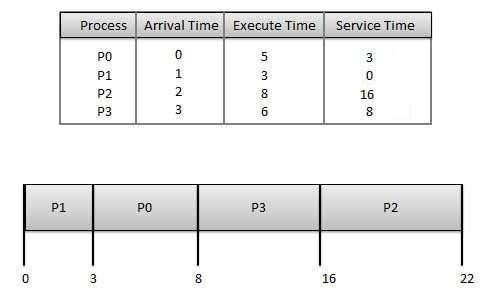 Process Arrival Time Execute Time Service Time
P0 0 5 3
P1 1 3 0
P2 2 8 16
P3 3 6 8
P1 P0 P3 P2
0 3 8 16 22